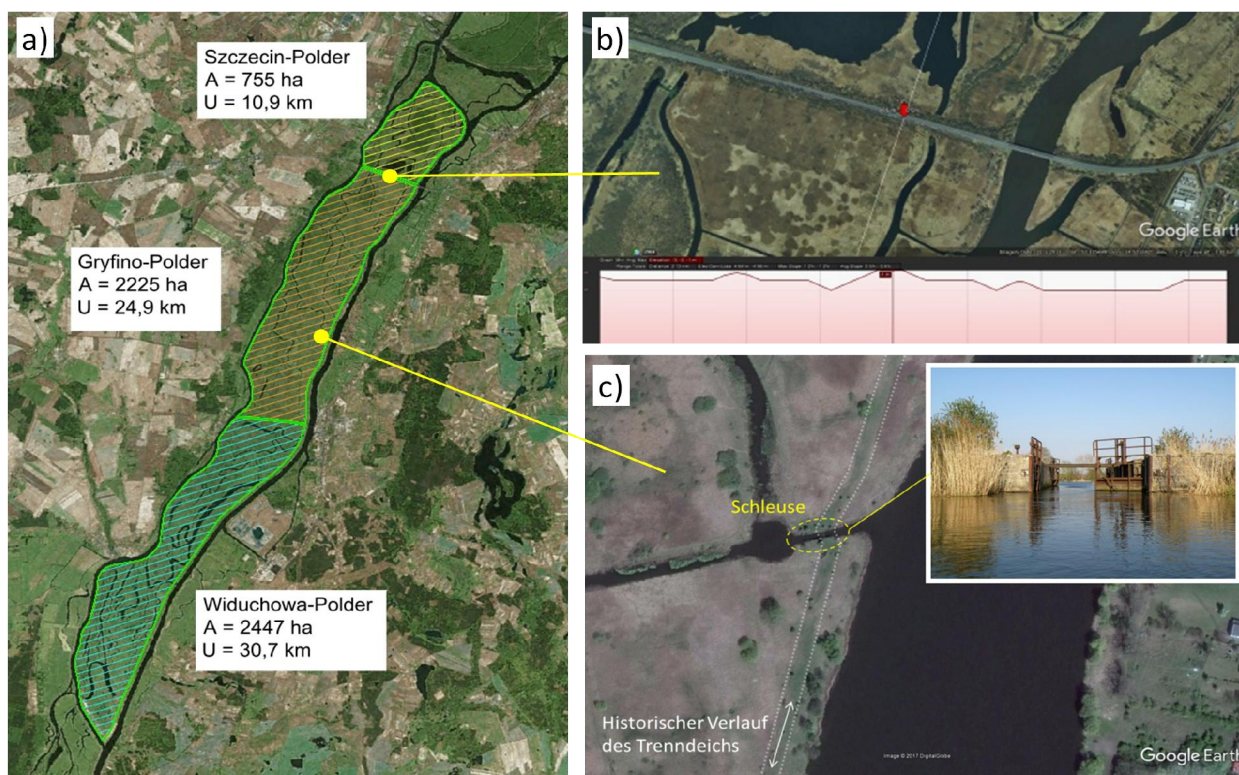 a)
Szczecin-Polder
A = 755 ha
U = 10,9 km
Gryfino-Polder
A = 2225 ha
U = 24,9 km
Widuchowa-Polder
A = 2447 ha
U = 30,7 km
b)
Google Earth
c)
Schleuse
Historischer Verlauf
des Trenndeichs
image © 2017 DigitalGlobe
Google Earth